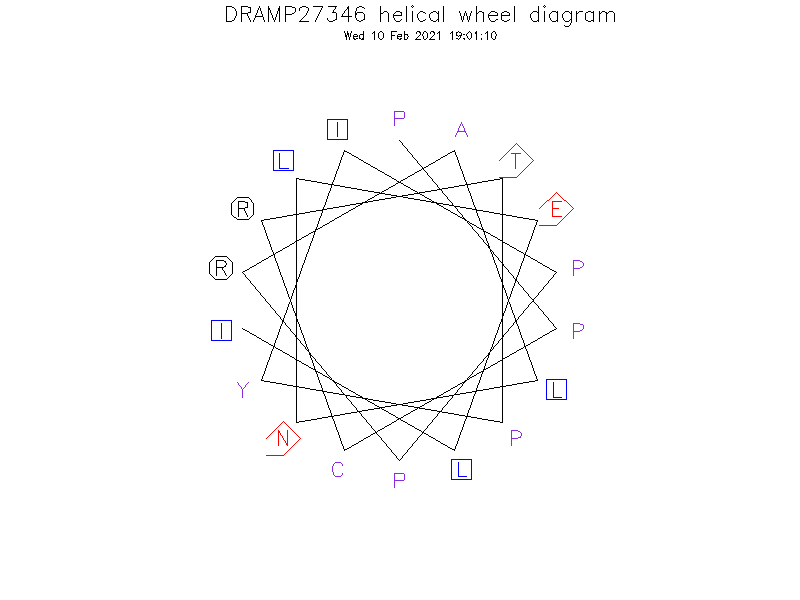 DRAMP27346 helical wheel diagram
Wed 10 Feb 2021 19:01:10
P
I A
L T
R E
R P
I P
Y L
N P
C L
P